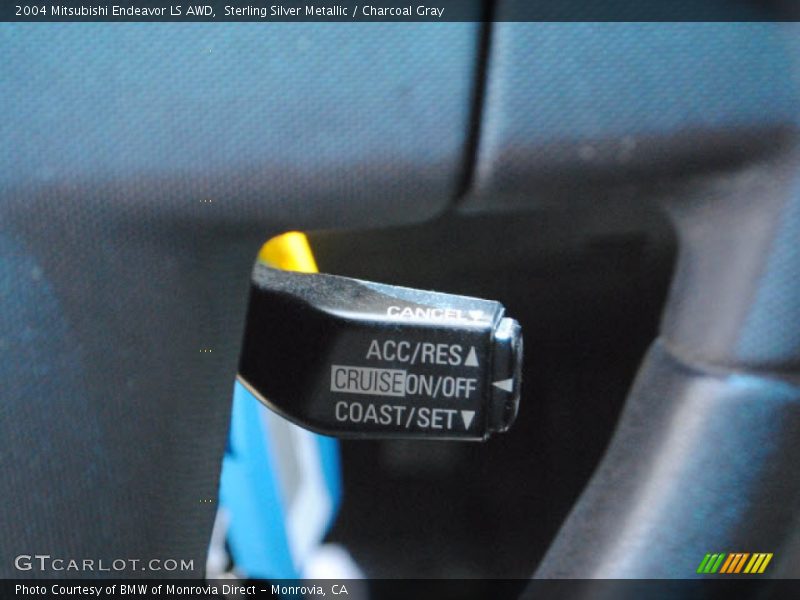 2004 Mitsubishi Endeavor LS AWD,  Sterling Silver Metallic / Charcoal Gray
CANCEL▼
ACC/RES▲
CRUISE ON/OFF ◄
COAST/SET▼
GTCARLOT.COM
Photo Courtesy of BMW of Monrovia Direct - Monrovia, CA